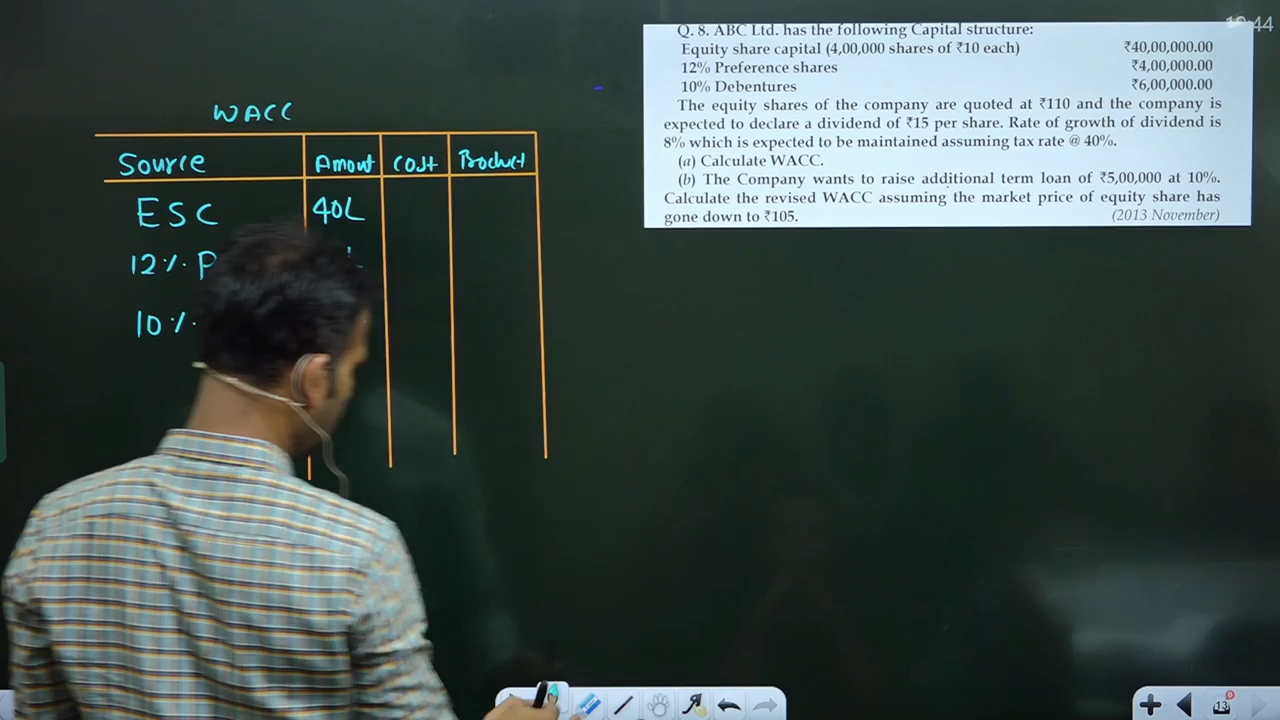 Q. 8. ABC Ltd. has the following Capital structure:
Equity share capital (4,00,000 shares of ₹10 each) ₹40,00,000.00
12% Preference shares ₹4,00,000.00
10% Debentures ₹6,00,000.00
The equity shares of the company are quoted at ₹110 and the company is
expected to declare a dividend of ₹15 per share. Rate of growth of dividend is
8% which is expected to be maintained assuming tax rate @ 40%.
(a) Calculate WACC.
(b) The Company wants to raise additional term loan of ₹5,00,000 at 10%.
Calculate the revised WACC assuming the market price of equity share has
gone down to ₹105. (2013 November)
WACC
Source Amount Cost Product
ESC 40L
12%. P
10%.
13